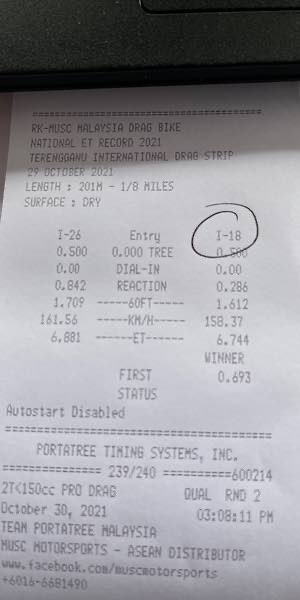 =====================================
RK-MUSC MALAYSIA DRAG BIKE
NATIONAL ET RECORD 2021
TERENGGANU INTERNATIONAL DRAG STRIP
29 OCTOBER 2021
LENGTH : 201M - 1/8 MILES
SURFACE : DRY
I-26 Entry I-18
0.500 0.000 TREE 0.500
0.00 DIAL-IN 0.00
0.842 REACTION 0.286
1.709 -----60FT----- 1.612
161.56 -----KM/H----- 158.37
6.881 ------ET------ 6.744
WINNER
FIRST 0.693
STATUS
Autostart Disabled
=====================================
PORTATREE TIMING SYSTEMS, INC.
============== 239/240 ==========600214
2T<150cc PRO DRAG QUAL RND 2
October 30, 2021 03:08:11 PM
TEAM PORTATREE MALAYSIA
MUSC MOTORSPORTS - ASEAN DISTRIBUTOR
www.facebook.com/muscmotorsports
+6016-6681490